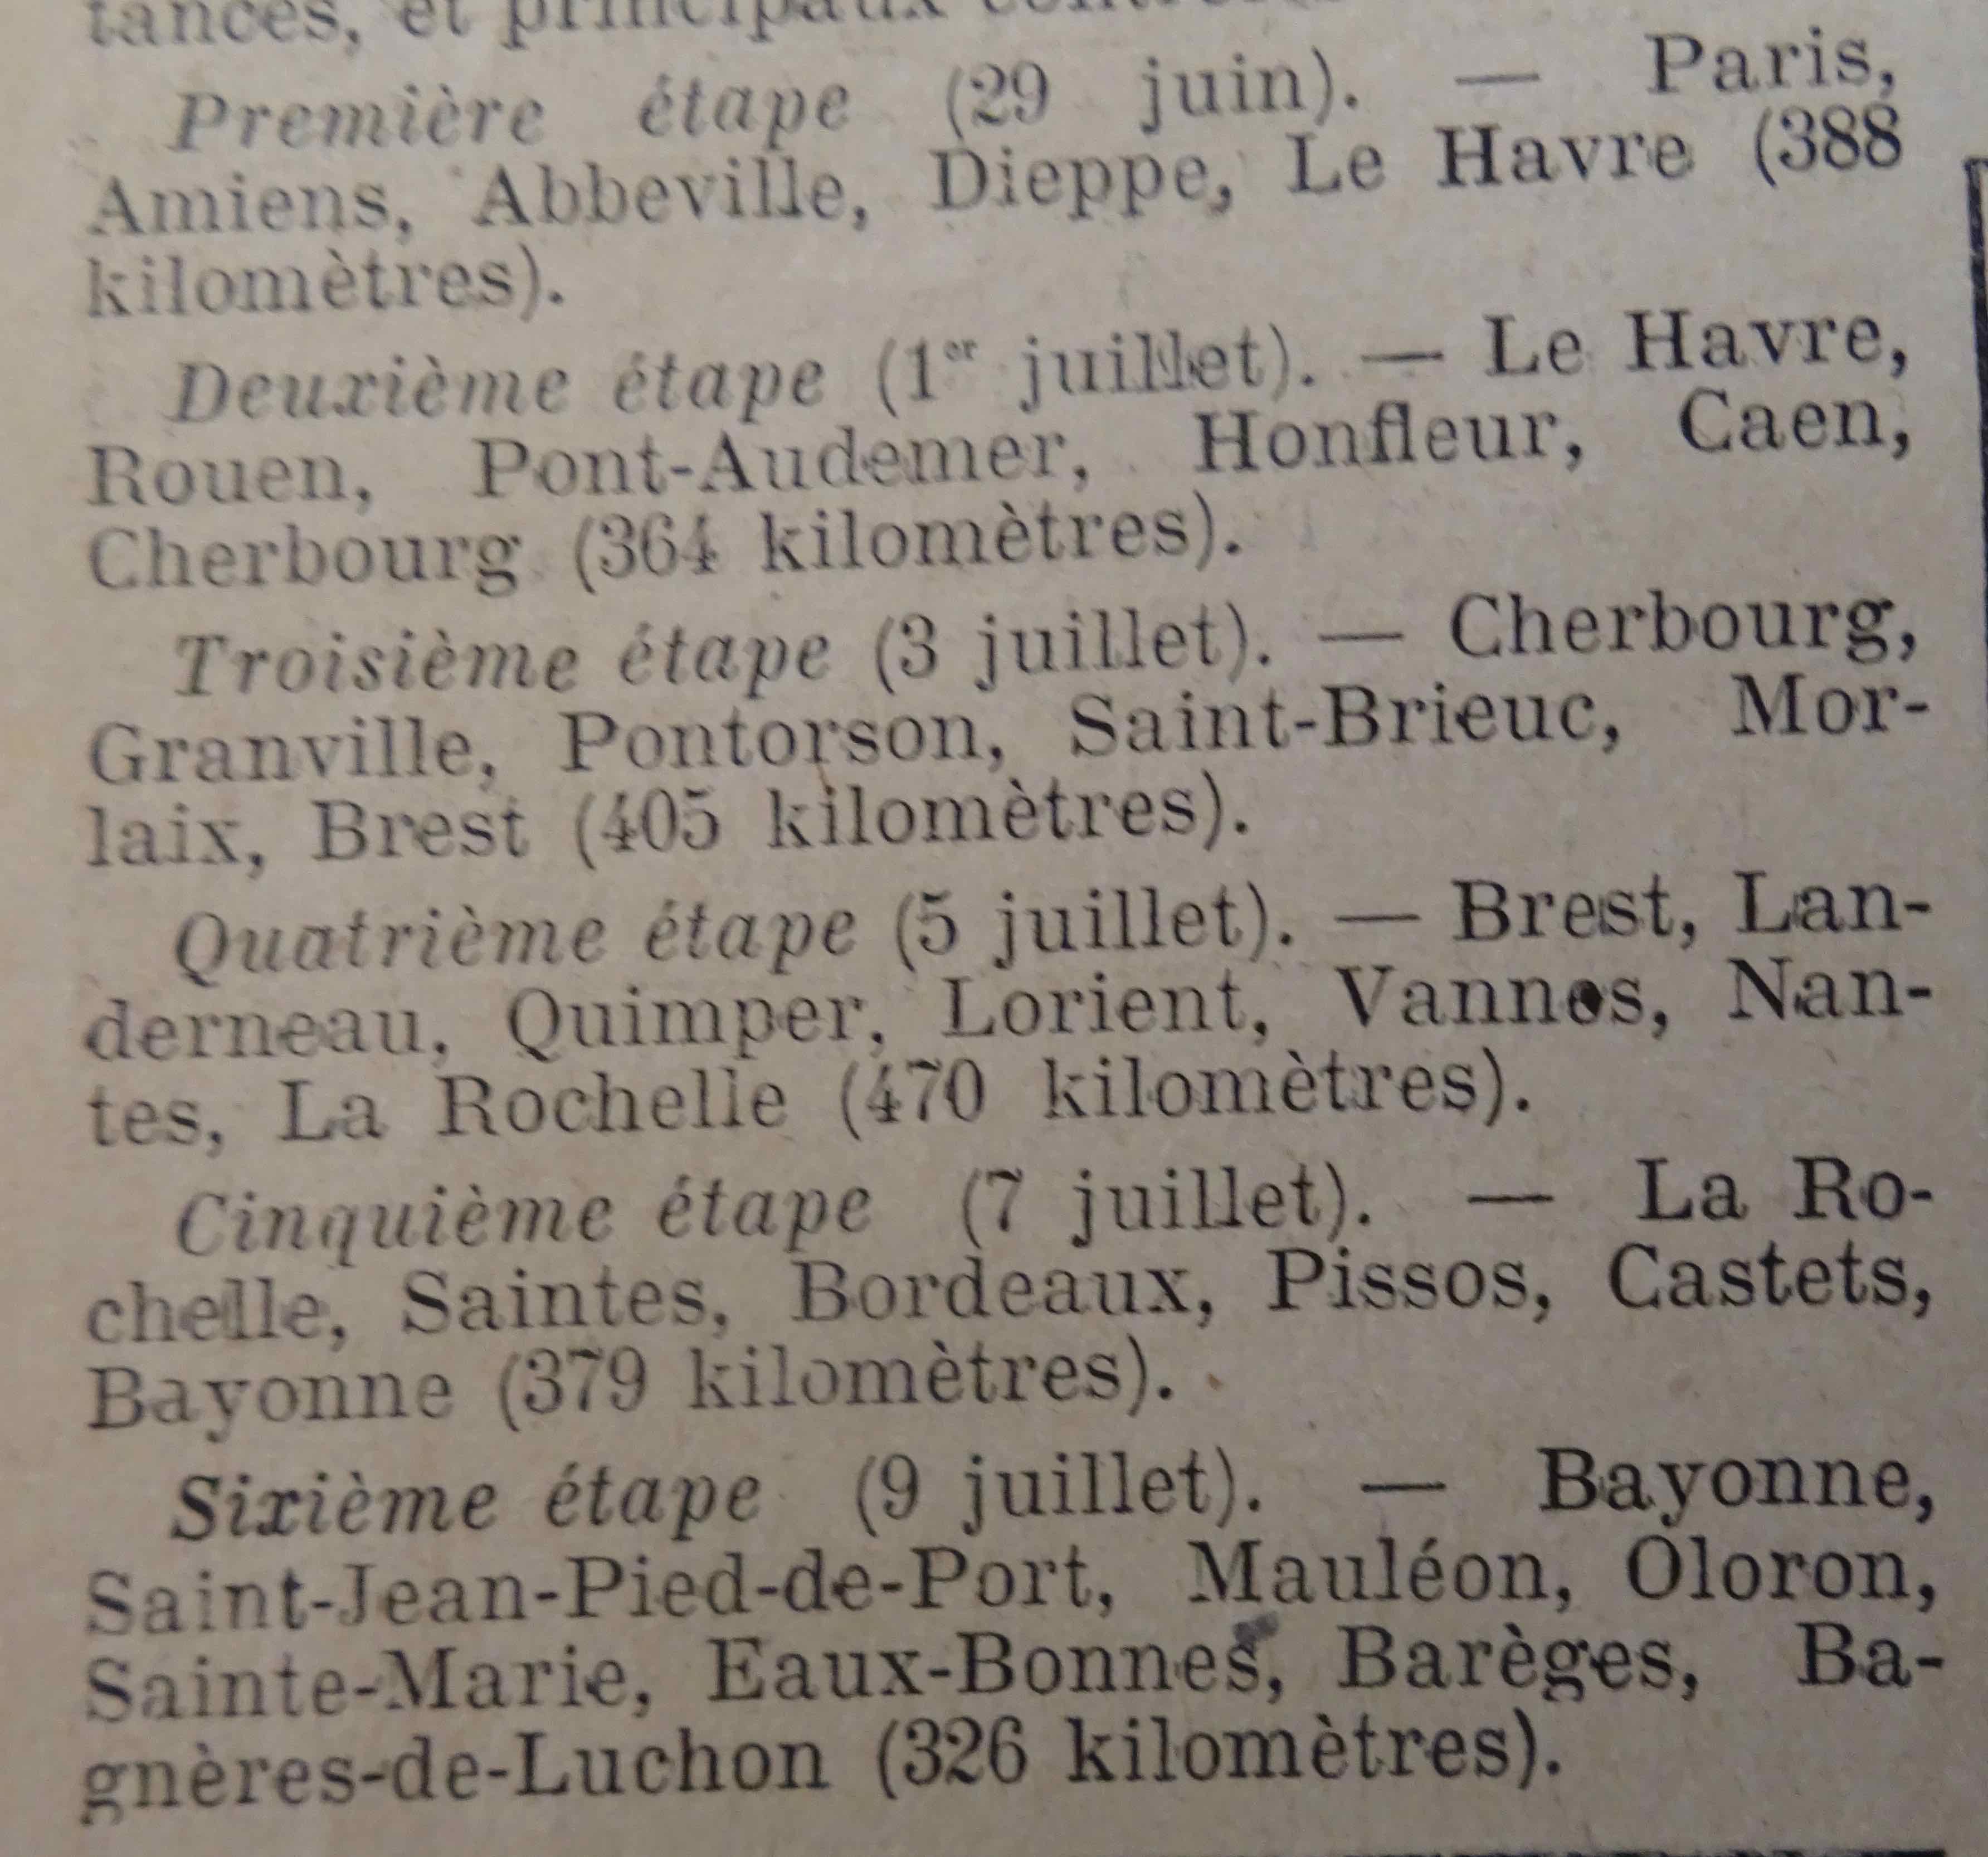 tances, et principaux
Première étape (29 juin). — Paris,
Amiens, Abbeville, Dieppe, Le Havre (388
kilomètres).
Deuxième étape (1er juillet). — Le Havre,
Rouen, Pont-Audemer, Honfleur, Caen,
Cherbourg (364 kilomètres).
Troisième étape (3 juillet). — Cherbourg,
Granville, Pontorson, Saint-Brieuc, Mor-
laix, Brest (405 kilomètres).
Quatrième étape (5 juillet). — Brest, Lan-
derneau, Quimper, Lorient, Vannes, Nan-
tes, La Rochelle (470 kilomètres).
Cinquième étape (7 juillet). — La Ro-
chelle, Saintes, Bordeaux, Pissos, Castets,
Bayonne (379 kilomètres).
Sixième étape (9 juillet). — Bayonne,
Saint-Jean-Pied-de-Port, Mauléon, Oloron,
Sainte-Marie, Eaux-Bonnes, Barèges, Ba-
gnères-de-Luchon (326 kilomètres).